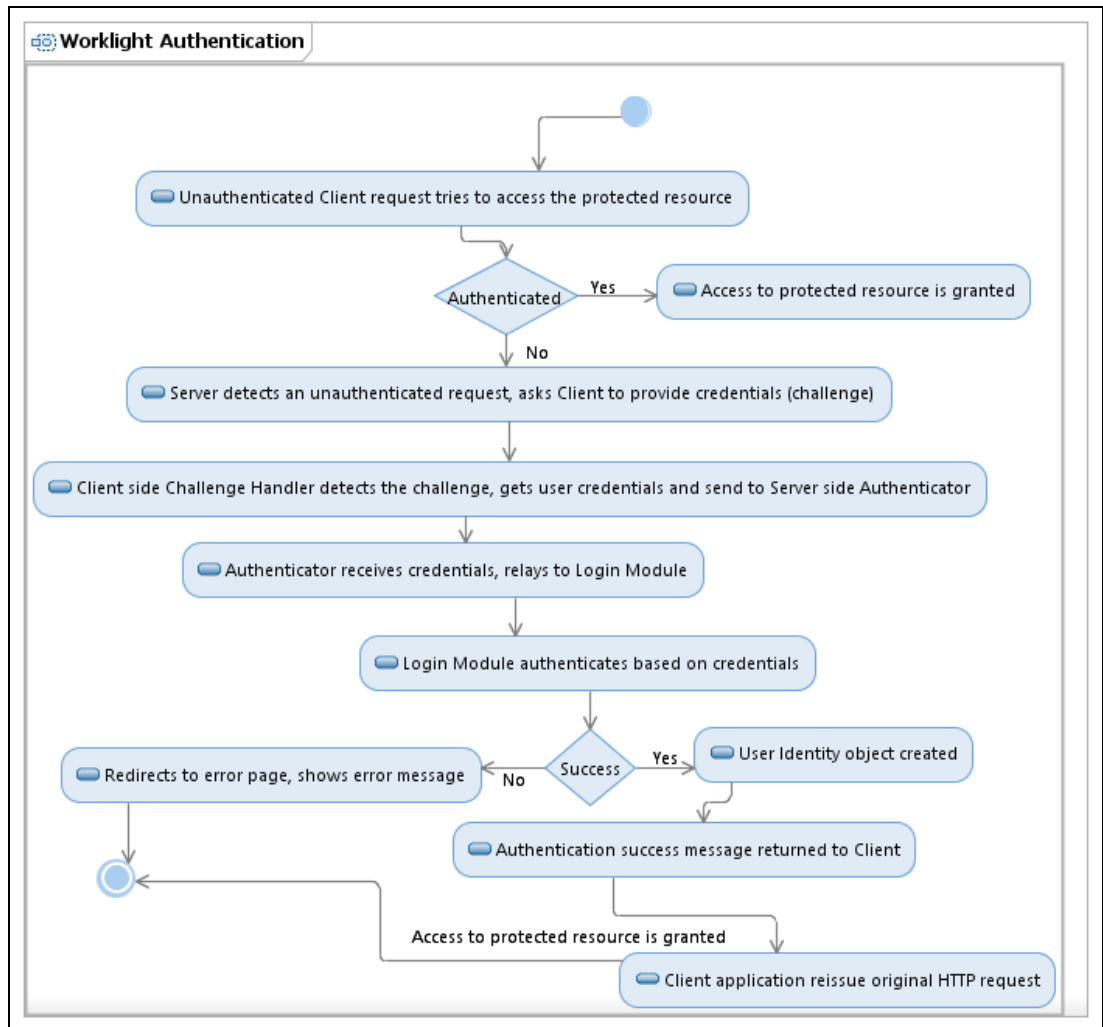 Worklight Authentication
Unauthenticated Client request tries to access the protected resource
Authenticated
Yes
Access to protected resource is granted
No
Server detects an unauthenticated request, asks Client to provide credentials (challenge)
Client side Challenge Handler detects the challenge, gets user credentials and send to Server side Authenticator
Authenticator receives credentials, relays to Login Module
Login Module authenticates based on credentials
Redirects to error page, shows error message
No
Success
Yes
User Identity object created
Authentication success message returned to Client
Access to protected resource is granted
Client application reissue original HTTP request